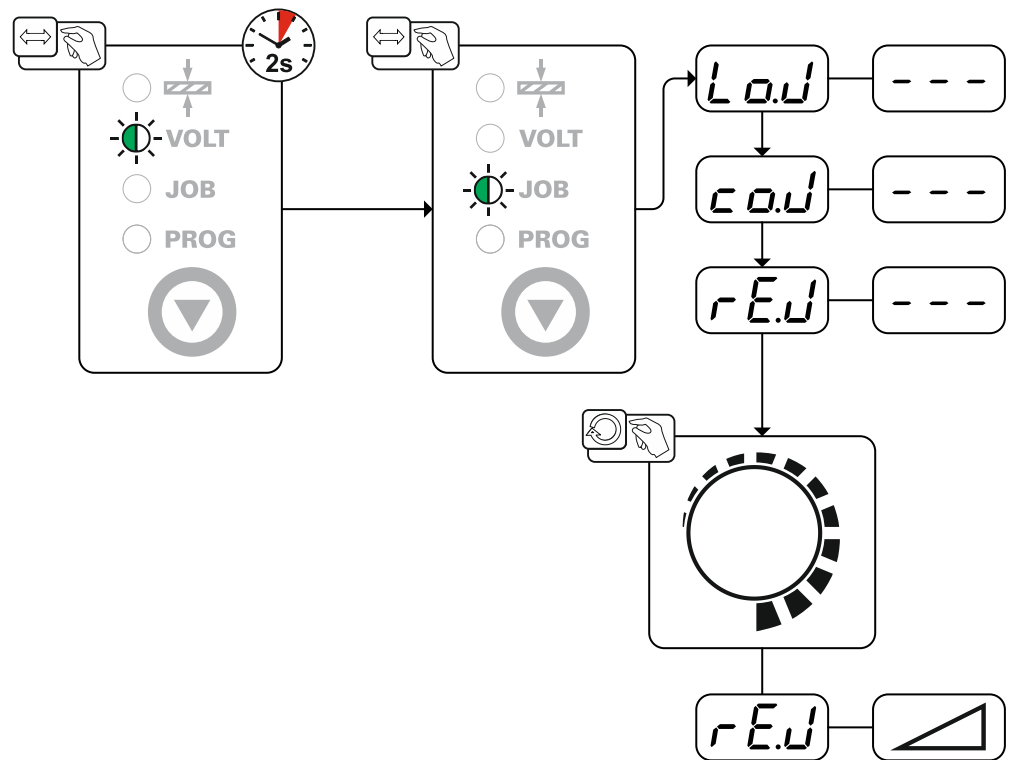 2s
VOLT
JOB
PROG
VOLT
JOB
PROG
Lo.J
- - -
co.J
- - -
rE.J
- - -
rE.J